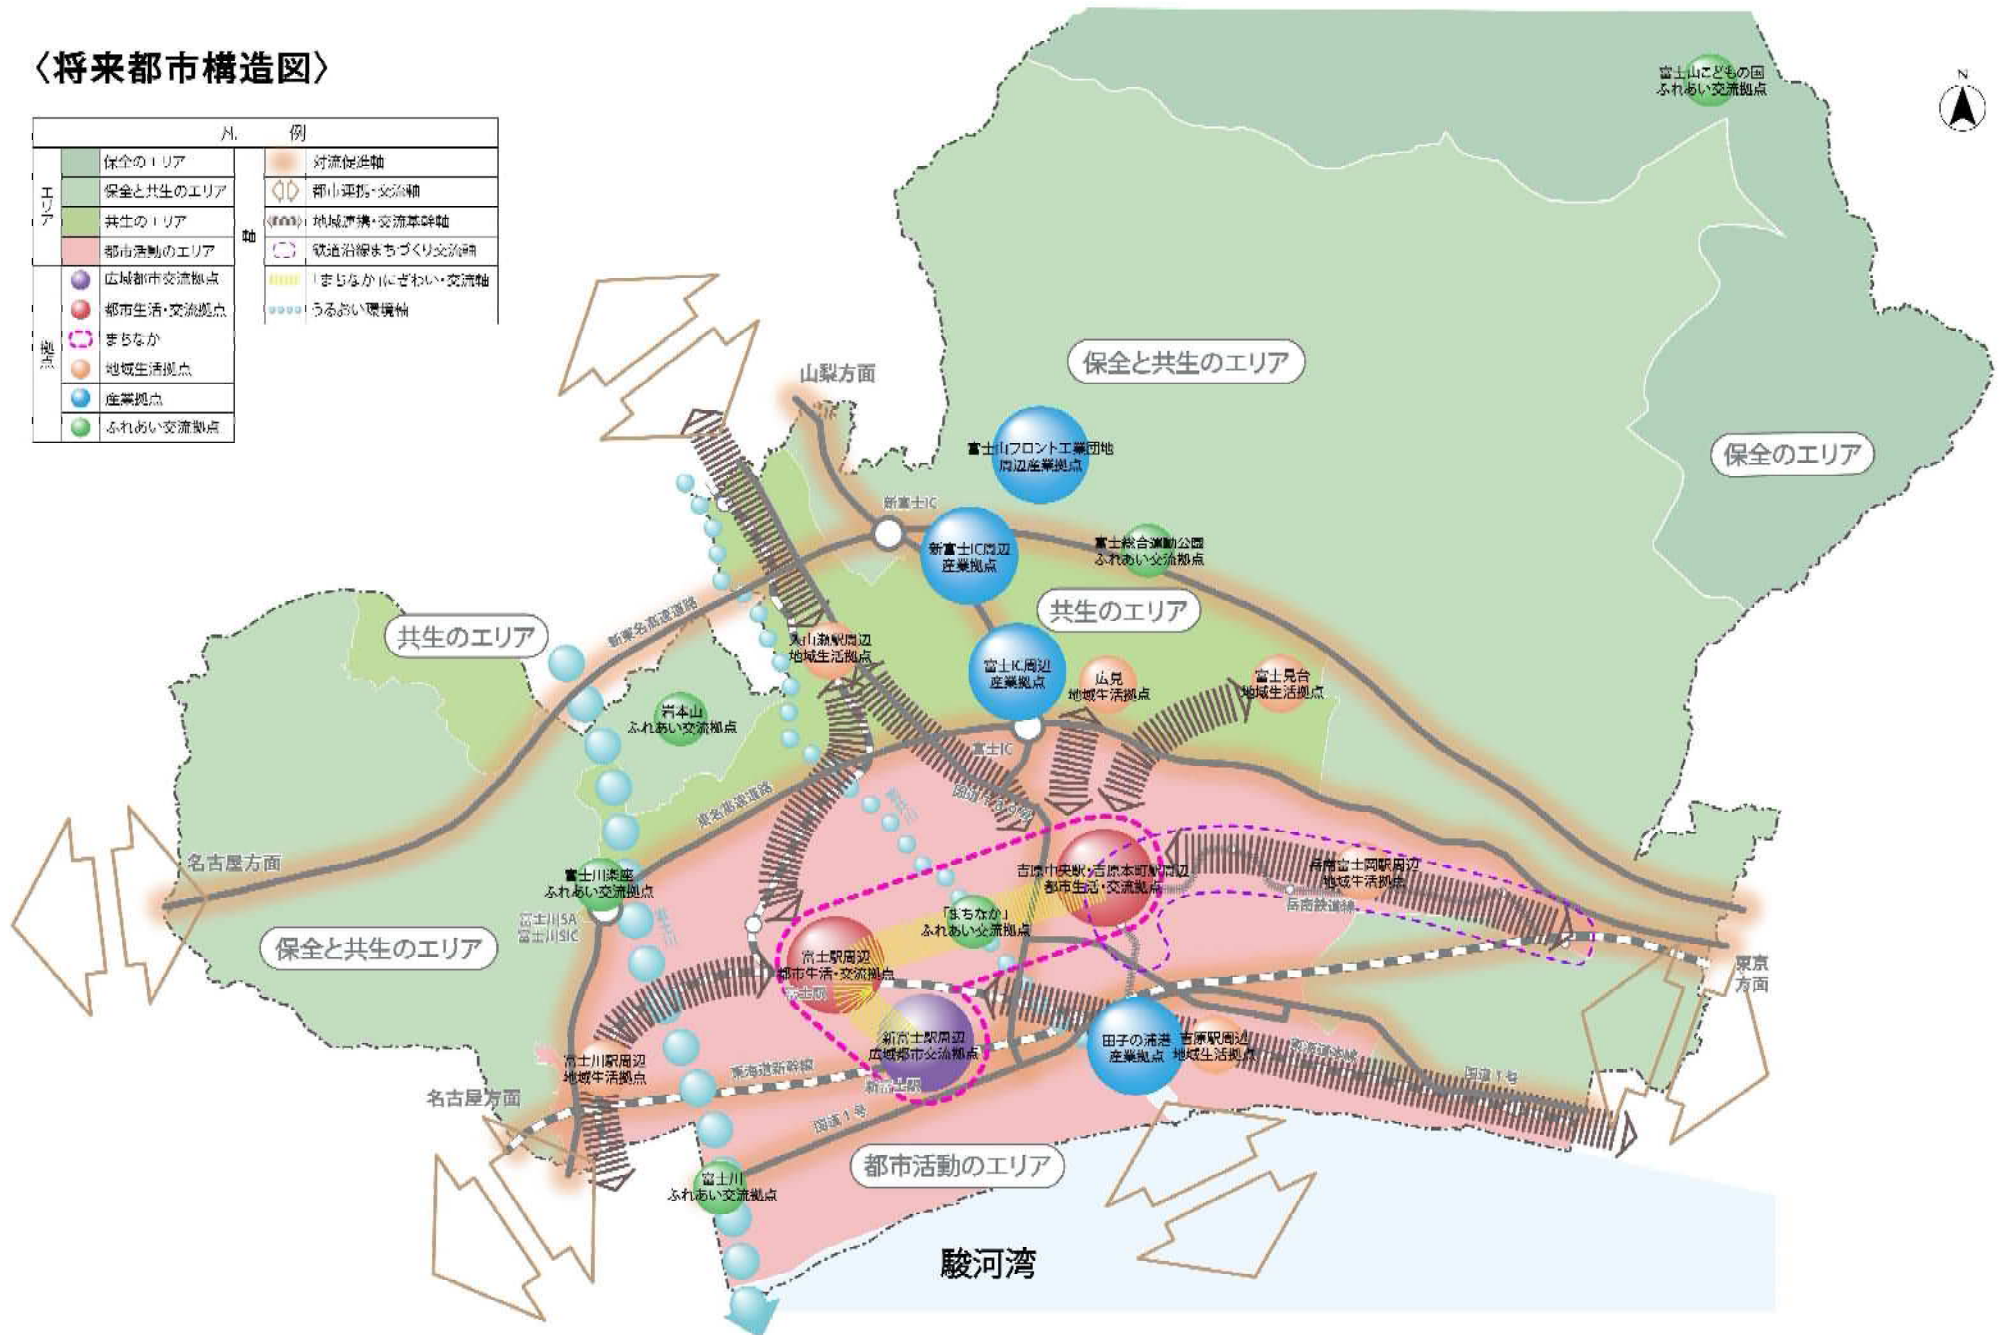 〈将来都市構造図〉
凡 例
エリア
保全のエリア
保全と共生のエリア
共生のエリア
都市活動のエリア
拠点
広域都市交流拠点
都市生活・交流拠点
まちなか
地域生活拠点
産業拠点
ふれあい交流拠点
軸
対流促進軸
都市連携・交流軸
地域連携・交流基幹軸
鉄道沿線まちづくり交流軸
「まちなか」にぎわい・交流軸
うるおい環境軸
N
富士山こどもの国
ふれあい交流拠点
保全と共生のエリア
山梨方面
保全のエリア
富士山フロント工業団地
周辺産業拠点
新富士IC
新富士IC周辺
産業拠点
富士総合運動公園
ふれあい交流拠点
共生のエリア
共生のエリア
新東名高速道路
入山瀬駅周辺
地域生活拠点
富士IC周辺
産業拠点
広見
地域生活拠点
富士見台
地域生活拠点
岩本山
ふれあい交流拠点
富士IC
東名高速道路
国道139号
名古屋方面
富士川楽座
ふれあい交流拠点
富士川SA
富士川SIC
吉原中央駅・吉原本町駅周辺
都市生活・交流拠点
岳南富士岡駅周辺
地域生活拠点
岳南鉄道線
「まちなか」
ふれあい交流拠点
保全と共生のエリア
富士駅周辺
都市生活・交流拠点
富士駅
東京
方面
新富士駅周辺
広域都市交流拠点
新富士駅
田子の浦港
産業拠点
吉原駅周辺
地域生活拠点
東海道本線
国道1号
富士川駅周辺
地域生活拠点
東海道新幹線
名古屋方面
国道1号
都市活動のエリア
富士川
ふれあい交流拠点
駿河湾